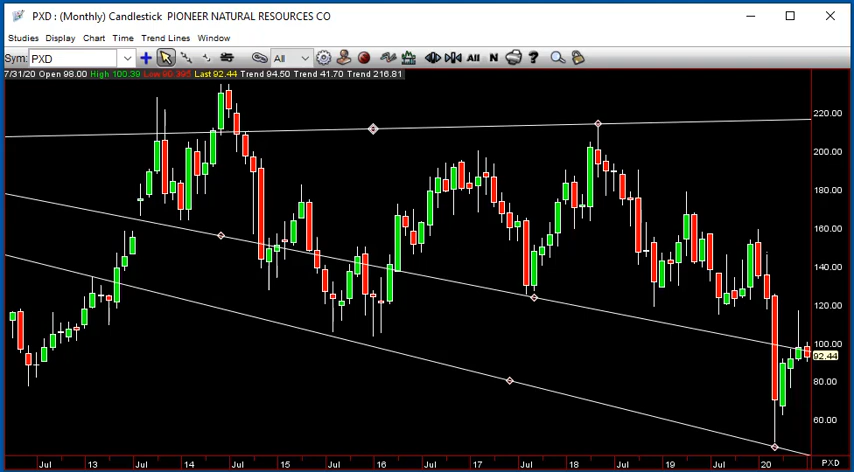 PXD : (Monthly) Candlestick  PIONEER NATURAL RESOURCES CO
Studies Display Chart Time Trend Lines Window
Sym: PXD All All N ?
7/31/20 Open 98.00 High 100.39 Low 90.395 Last 92.44 Trend 94.50 Trend 41.70 Trend 216.81
220.00
200.00
180.00
160.00
140.00
120.00
100.00
92.44
80.00
60.00
Jul 13 Jul 14 Jul 15 Jul 16 Jul 17 Jul 18 Jul 19 Jul 20 PXD